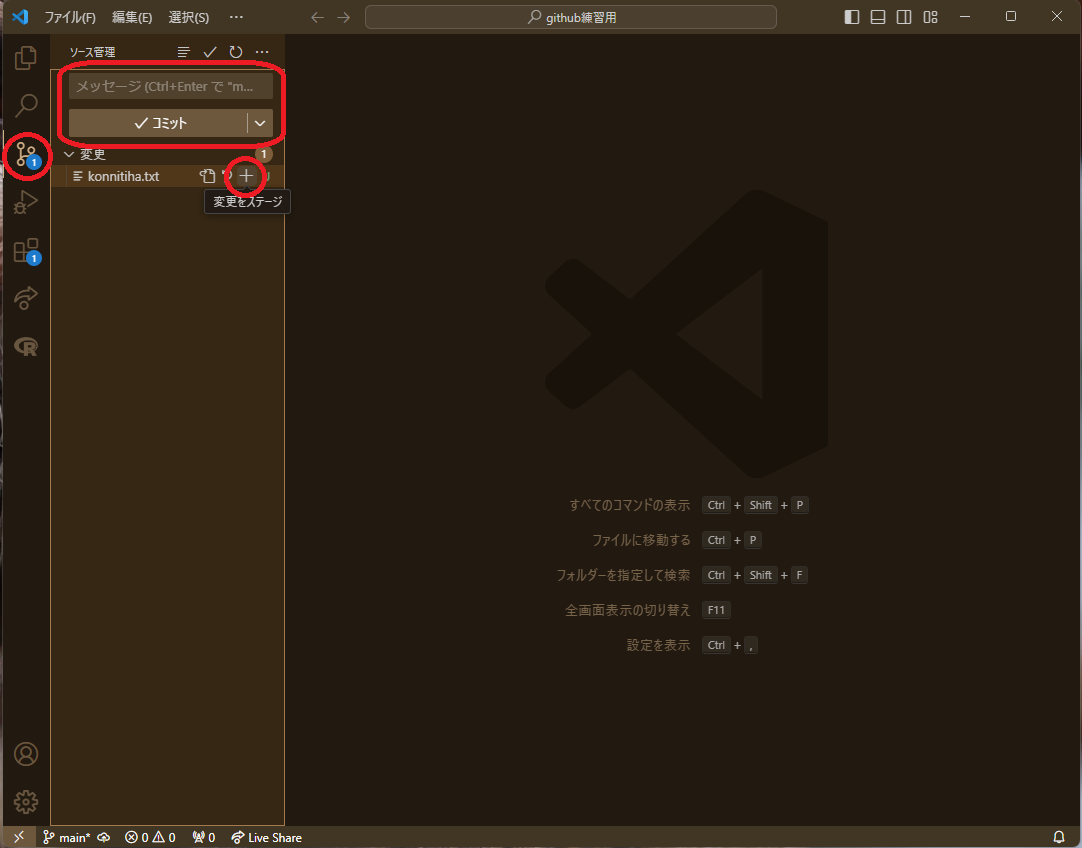 ファイル(F) 編集(E) 選択(S) … github練習用
ソース管理
メッセージ (Ctrl+Enter で "m...
コミット
1
変更 1
konnitiha.txt
変更をステージ
1
すべてのコマンドの表示 Ctrl + Shift + P
ファイルに移動する Ctrl + P
フォルダーを指定して検索 Ctrl + Shift + F
全画面表示の切り替え F11
設定を表示 Ctrl + ,
main* 0 0 0 Live Share